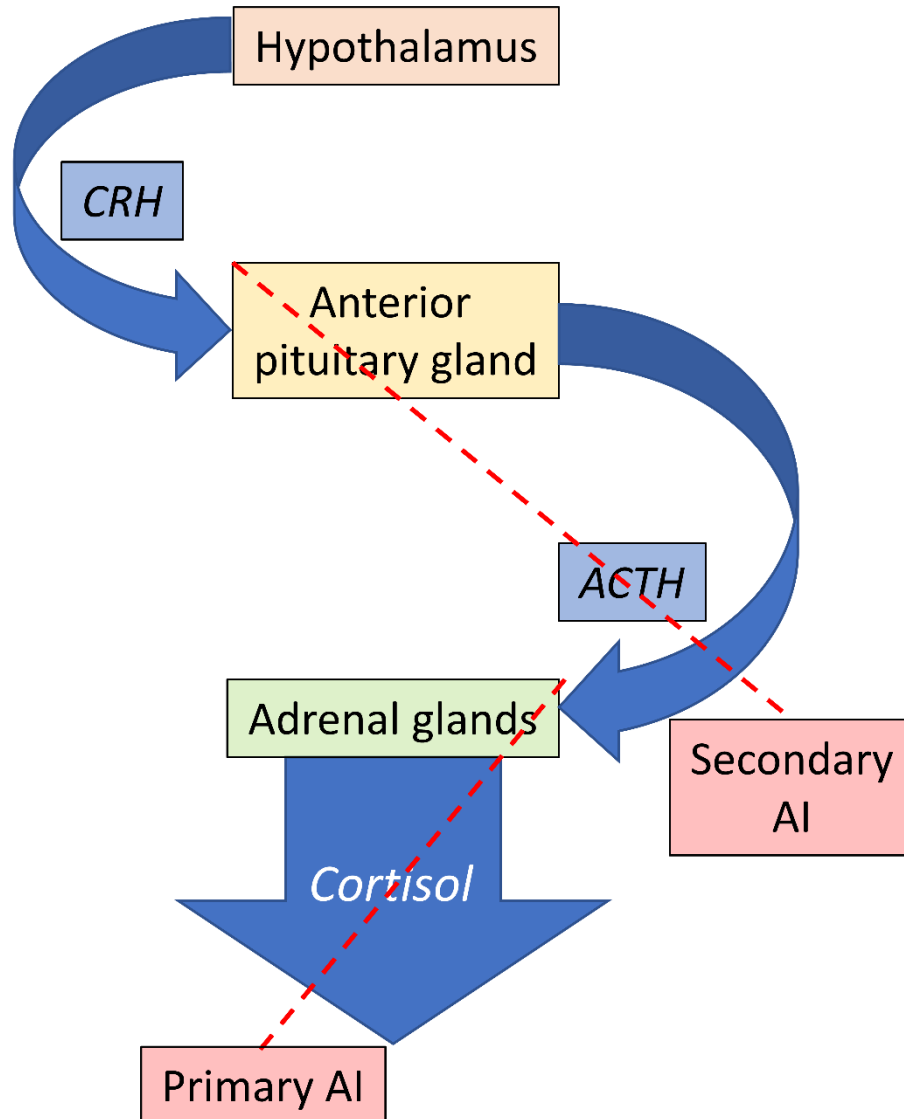 Hypothalamus
CRH
Anterior
pituitary gland
ACTH
Adrenal glands
Secondary
AI
Cortisol
Primary AI